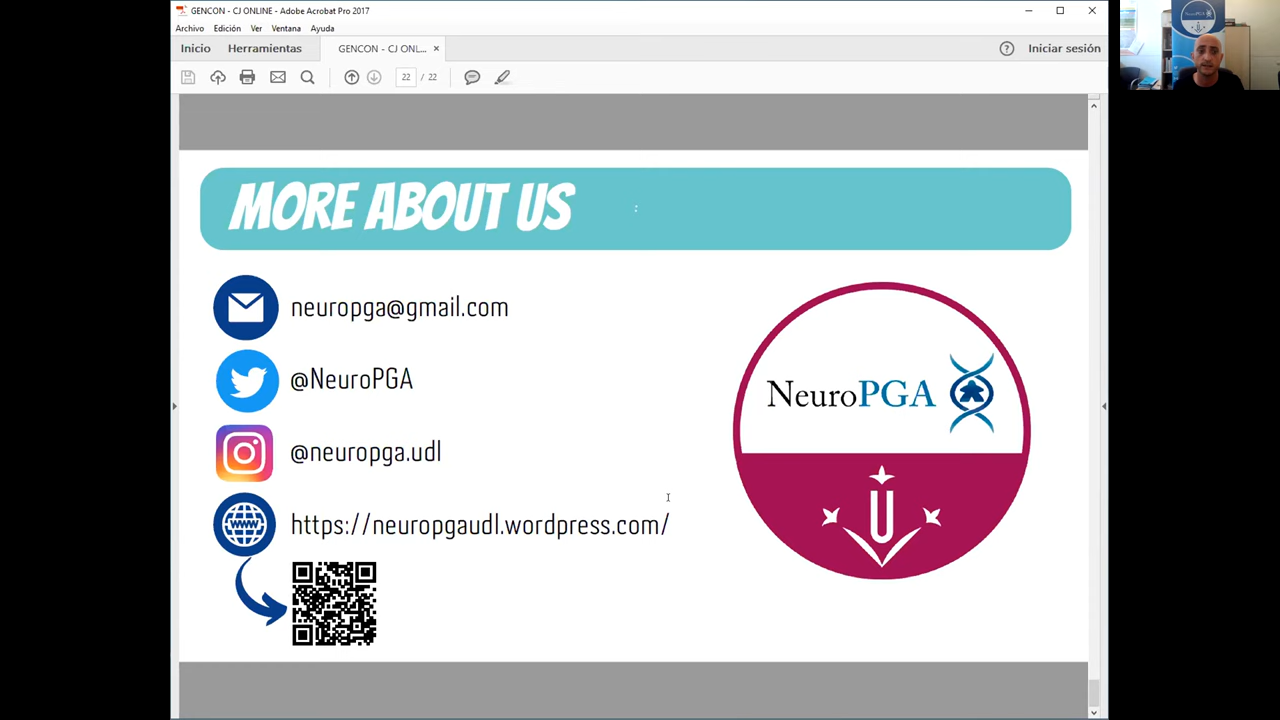 GENCON - CJ ONLINE - Adobe Acrobat Pro 2017
Archivo Edición Ver Ventana Ayuda
Inicio Herramientas GENCON - CJ ONL... × Iniciar sesión
22 / 22
MORE ABOUT US :
neuropga@gmail.com
@NeuroPGA
@neuropga.udl
WWW
https://neuropgaudl.wordpress.com/
NeuroPGA
U